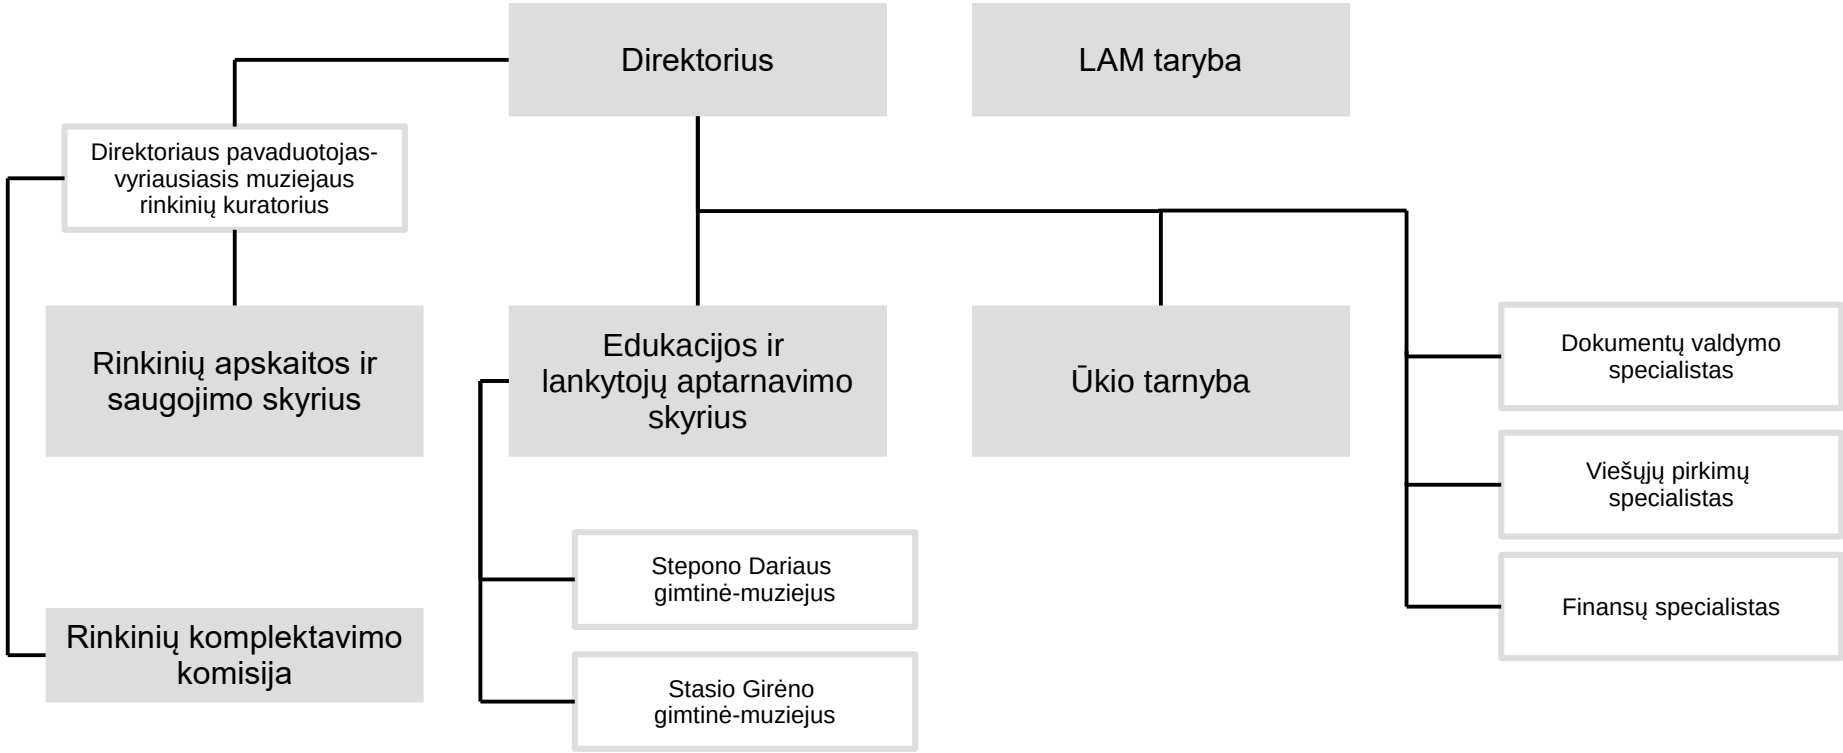 Direktorius
LAM taryba
Direktoriaus pavaduotojas-
vyriausiasis muziejaus
rinkinių kuratorius
Rinkinių apskaitos ir
saugojimo skyrius
Edukacijos ir
lankytojų aptarnavimo
skyrius
Ūkio tarnyba
Dokumentų valdymo
specialistas
Viešųjų pirkimų
specialistas
Finansų specialistas
Stepono Dariaus
gimtinė-muziejus
Stasio Girėno
gimtinė-muziejus
Rinkinių komplektavimo
komisija